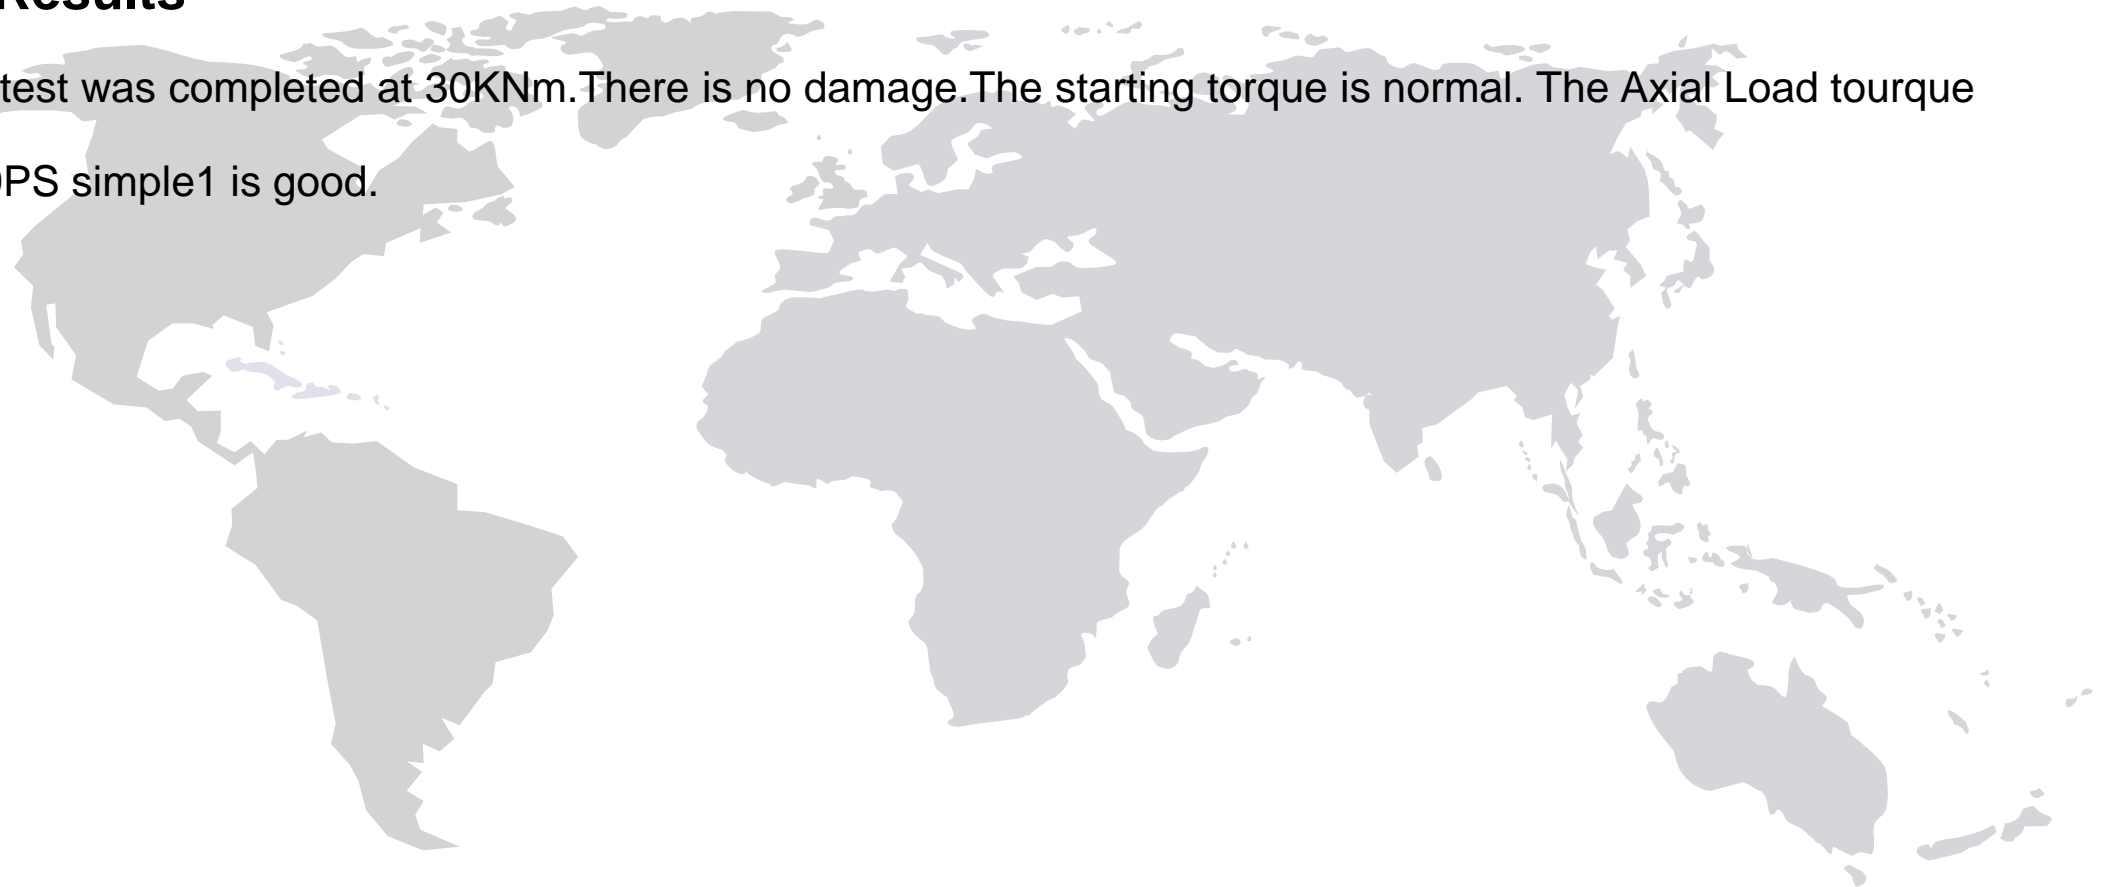 Results
test was completed at 30KNm.There is no damage.The starting torque is normal. The Axial Load tourque
PS simple1 is good.